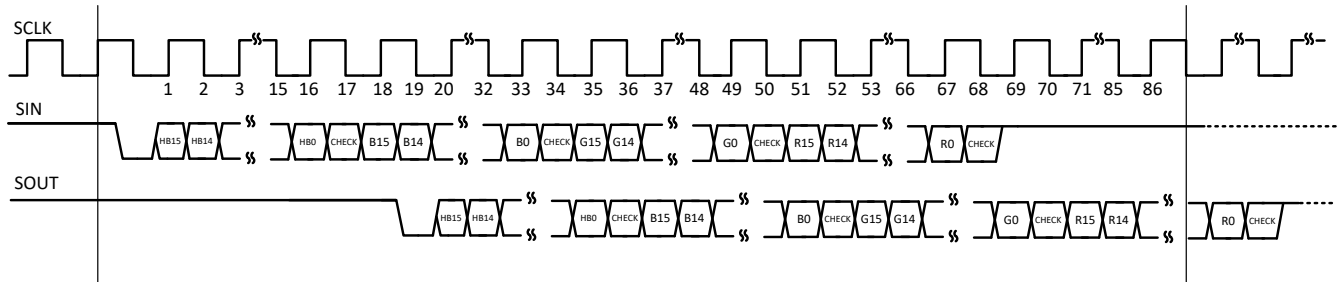 SCLK
1 2 3 15 16 17 18 19 20 32 33 34 35 36 37 48 49 50 51 52 53 66 67 68 69 70 71 85 86
SIN
HB15 HB14 HB0 CHECK B15 B14 B0 CHECK G15 G14 G0 CHECK R15 R14 R0 CHECK
SOUT
HB15 HB14 HB0 CHECK B15 B14 B0 CHECK G15 G14 G0 CHECK R15 R14 R0 CHECK